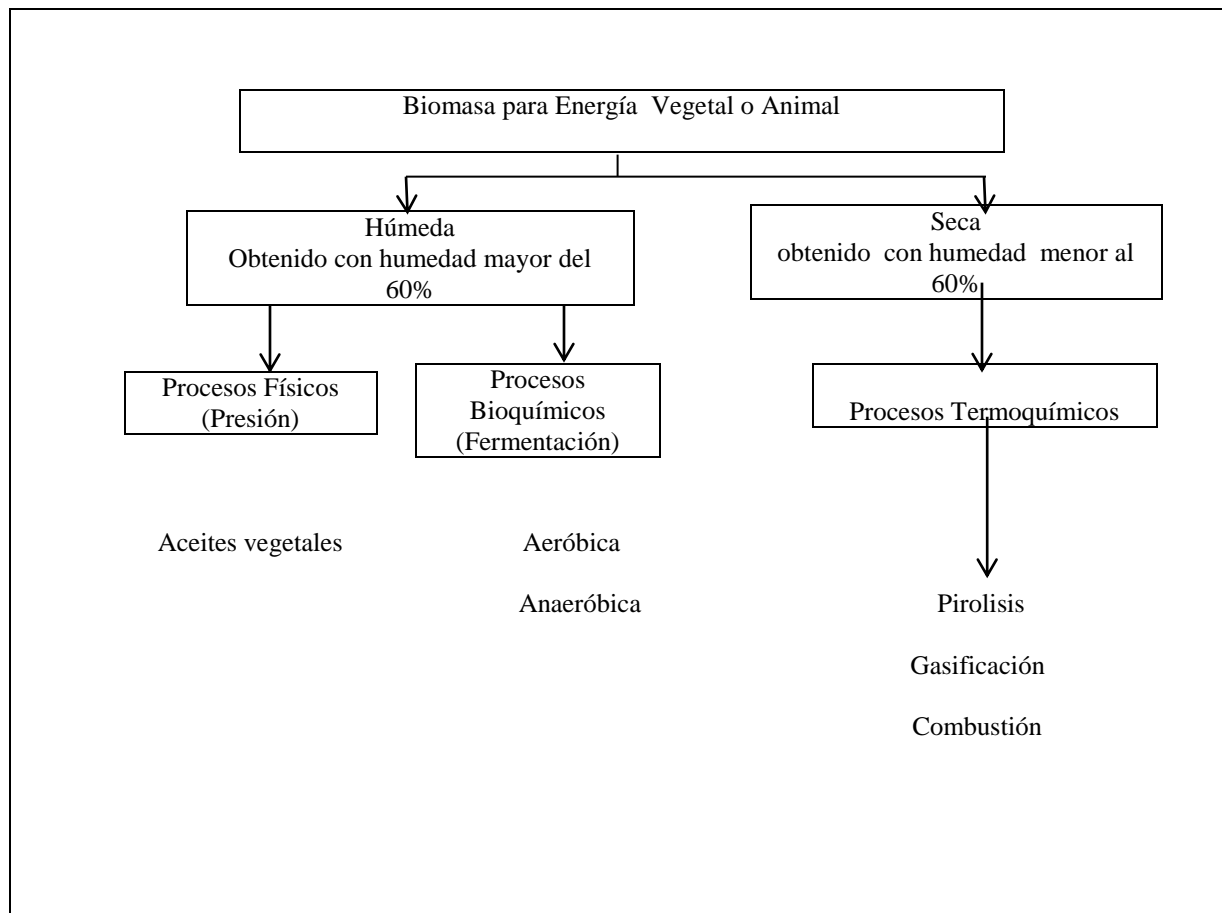 Biomasa para Energía  Vegetal o Animal
Húmeda
Obtenido con humedad mayor del
60%
Seca
obtenido  con humedad  menor al
60%
Procesos Físicos
(Presión)
Procesos
Bioquímicos
(Fermentación)
Procesos Termoquímicos
Aceites vegetales
Aeróbica
Anaeróbica
Pirolisis
Gasificación
Combustión